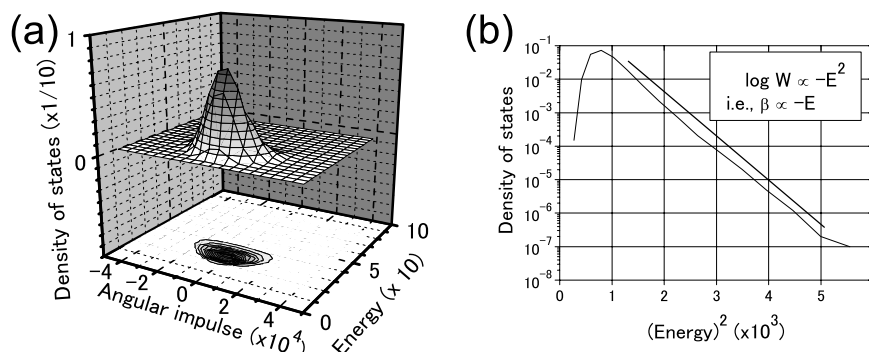 (a)
Density of states (x1/10)
1
0
-4
-2
0
2
4
Angular impulse (x10^4)
0
5
10
Energy (x 10)
(b)
Density of states
10^-1
10^-2
10^-3
10^-4
10^-5
10^-6
10^-7
10^-8
log W ∝ -E^2
i.e., β ∝ -E
0
1
2
3
4
5
(Energy)^2 (x10^3)